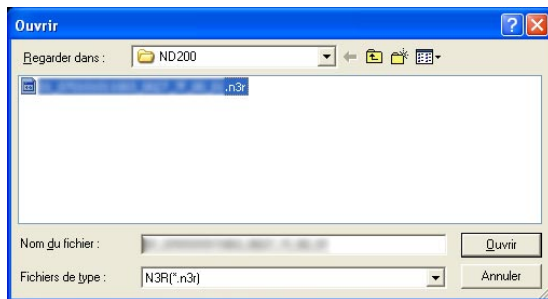 Ouvrir
Regarder dans : ND200
.n3r
Nom du fichier :
Ouvrir
Fichiers de type : N3R(*.n3r)
Annuler